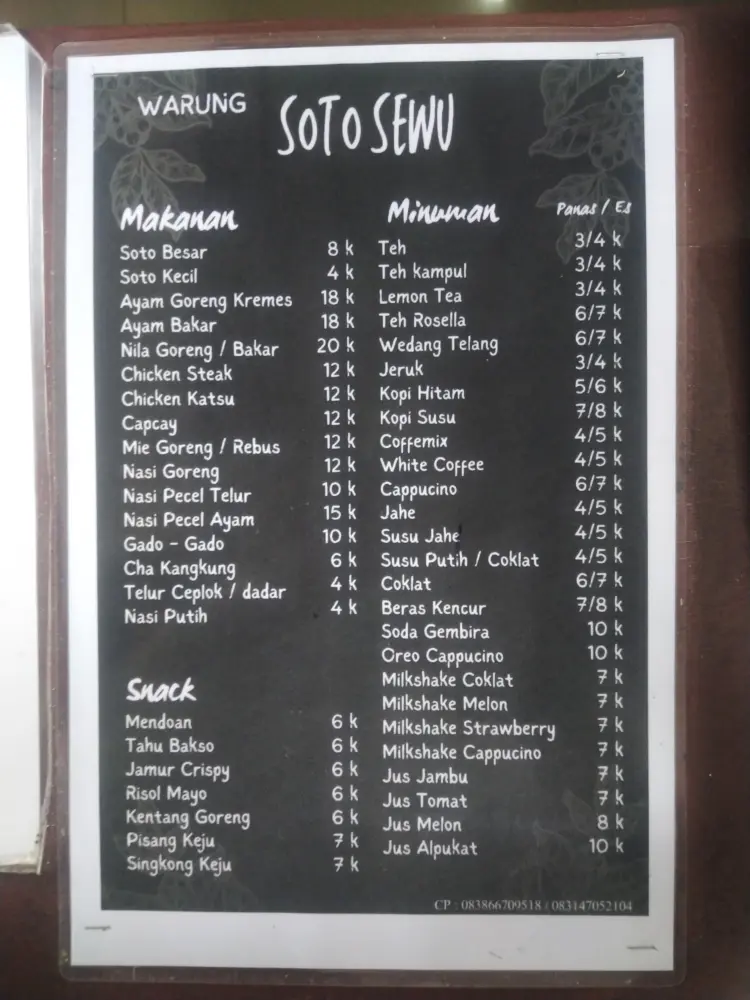 WARUNG SOTO SEWU
Makanan
Soto Besar 8 k
Soto Kecil 4 k
Ayam Goreng Kremes 18 k
Ayam Bakar 18 k
Nila Goreng / Bakar 20 k
Chicken Steak 12 k
Chicken Katsu 12 k
Capcay 12 k
Mie Goreng / Rebus 12 k
Nasi Goreng 12 k
Nasi Pecel Telur 10 k
Nasi Pecel Ayam 15 k
Gado - Gado 10 k
Cha Kangkung 6 k
Telur Ceplok / dadar 4 k
Nasi Putih 4 k
Snack
Mendoan 6 k
Tahu Bakso 6 k
Jamur Crispy 6 k
Risol Mayo 6 k
Kentang Goreng 6 k
Pisang Keju 7 k
Singkong Keju 7 k
Minuman Panas / Es
Teh 3/4 k
Teh kampul 3/4 k
Lemon Tea 3/4 k
Teh Rosella 6/7 k
Wedang Telang 6/7 k
Jeruk 3/4 k
Kopi Hitam 5/6 k
Kopi Susu 7/8 k
Coffemix 4/5 k
White Coffee 4/5 k
Cappucino 6/7 k
Jahe 4/5 k
Susu Jahe 4/5 k
Susu Putih / Coklat 4/5 k
Coklat 6/7 k
Beras Kencur 7/8 k
Soda Gembira 10 k
Oreo Cappucino 10 k
Milkshake Coklat 7 k
Milkshake Melon 7 k
Milkshake Strawberry 7 k
Milkshake Cappucino 7 k
Jus Jambu 7 k
Jus Tomat 7 k
Jus Melon 8 k
Jus Alpukat 10 k
CP : 083866709518 / 083147052104